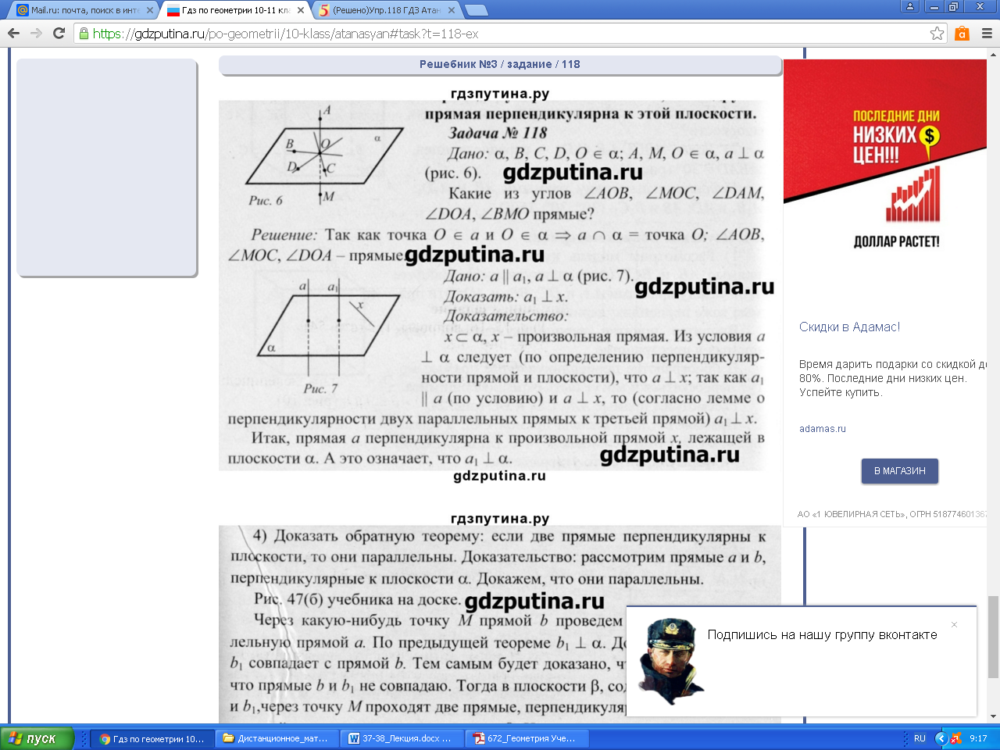 Mail.ru: почта, поиск в инте
Гдз по геометрии 10-11 кла
(Решено)Упр.118 ГДЗ Атан
https://gdzputina.ru/po-geometrii/10-klass/atanasyan#task?t=118-ex
Решебник №3 / задание / 118
гдзпутина.ру
прямая перпендикулярна к этой плоскости.
Задача № 118
Дано: α, B, C, D, O ∈ α; A, M, O ∈ α, a ⊥ α
(рис. 6).
gdzputina.ru
Какие из углов ∠AOB, ∠MOC, ∠DAM,
∠DOA, ∠BMO прямые?
A
B
O
α
D
C
M
Рис. 6
Решение: Так как точка O ∈ a и O ∈ α ⇒ a ∩ α = точка O; ∠AOB,
∠MOC, ∠DOA – прямые.
gdzputina.ru
Дано: a || a₁, a ⊥ α (рис. 7).
gdzputina.ru
Доказать: a₁ ⊥ x.
Доказательство:
x ⊂ α, x – произвольная прямая. Из условия a
⊥ α следует (по определению перпендикуляр-
ности прямой и плоскости), что a ⊥ x; так как a₁
|| a (по условию) и a ⊥ x, то (согласно лемме о
перпендикулярности двух параллельных прямых к третьей прямой) a₁ ⊥ x.
a
a₁
x
α
Рис. 7
Итак, прямая a перпендикулярна к произвольной прямой x, лежащей в
плоскости α. А это означает, что a₁ ⊥ α.
gdzputina.ru
gdzputina.ru
гдзпутина.ру
4) Доказать обратную теорему: если две прямые перпендикулярны к
плоскости, то они параллельны. Доказательство: рассмотрим прямые a и b,
перпендикулярные к плоскости α. Докажем, что они параллельны.
Рис. 47(б) учебника на доске.
gdzputina.ru
Через какую-нибудь точку M прямой b проведем
лельную прямой a. По предыдущей теореме b₁ ⊥ α. До
b₁ совпадает с прямой b. Тем самым будет доказано, чт
что прямые b и b₁ не совпадаю. Тогда в плоскости β, сод
и b₁,через точку M проходят две прямые, перпендикуляр
ПОСЛЕДНИЕ ДНИ
НИЗКИХ
ЦЕН!!!
$
ДОЛЛАР РАСТЕТ!
Скидки в Адамас!
Время дарить подарки со скидкой до
80%. Последние дни низких цен.
Успейте купить.
adamas.ru
В МАГАЗИН
АО «1 ЮВЕЛИРНАЯ СЕТЬ», ОГРН 518774601367
Подпишись на нашу группу вконтакте
пуск
Гдз по геометрии 10...
Дистанционное_мат...
37-38_Лекция.docx ...
672_Геометрия Уче...
RU
9:17